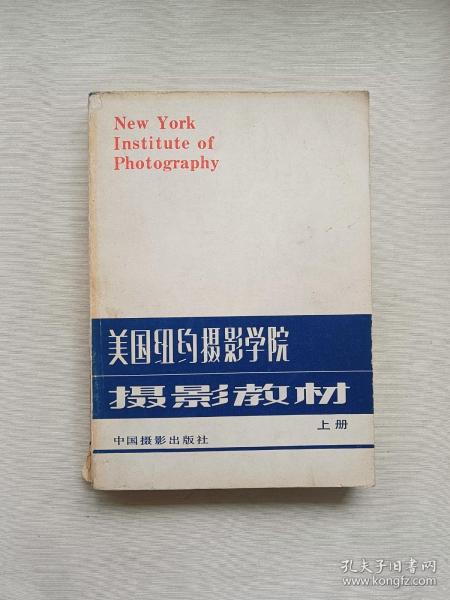 New York
Institute of
Photography
美国纽约摄影学院
摄影教材
上册
中国摄影出版社
孔夫子旧书网
www.kongfz.com